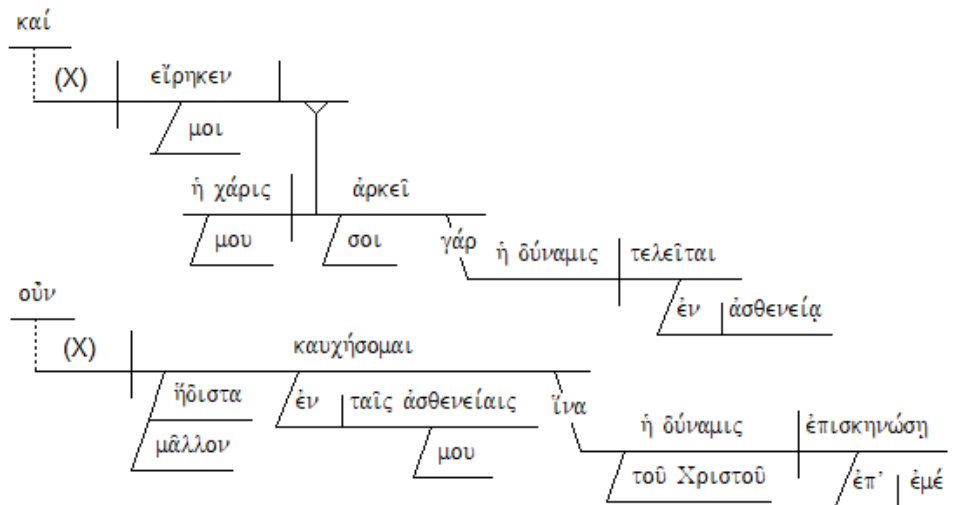 καί
(X) εἴρηκεν
μοι
ἡ χάρις ἀρκεῖ
μου σοι γάρ ἡ δύναμις τελεῖται
ἐν ἀσθενείᾳ
οὖν
(X) καυχήσομαι
ἥδιστα ἐν ταῖς ἀσθενείαις ἵνα
μᾶλλον μου ἡ δύναμις ἐπισκηνώσῃ
τοῦ Χριστοῦ ἐπ' ἐμέ